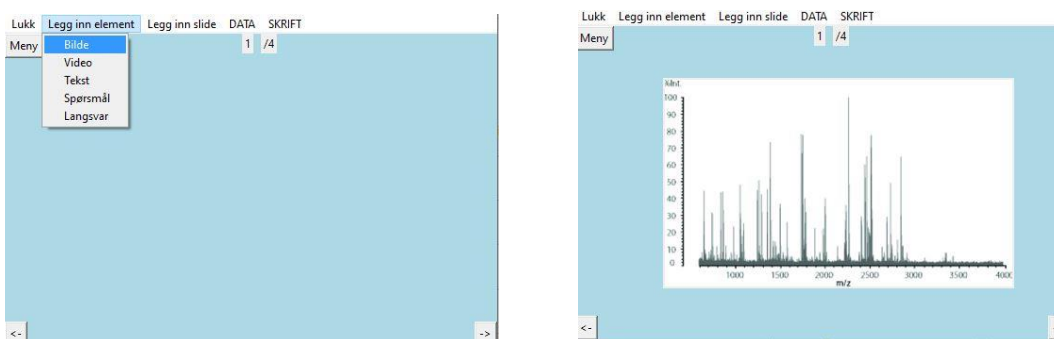 Lukk Legg inn element Legg inn slide DATA SKRIFT
Meny 1 /4
Bilde
Video
Tekst
Spørsmål
Langsvar
<- ->
Lukk Legg inn element Legg inn slide DATA SKRIFT
Meny 1 /4
%Int.
100
90
80
70
60
50
40
30
20
10
0
1000 1500 2000 2500 3000 3500 4000
m/z
<-